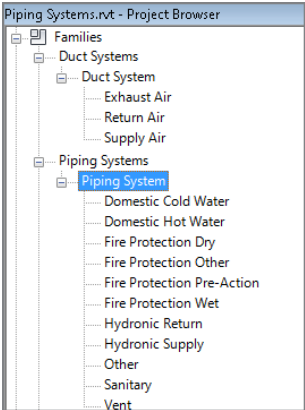 Piping Systems.rvt - Project Browser
Families
Duct Systems
Duct System
Exhaust Air
Return Air
Supply Air
Piping Systems
Piping System
Domestic Cold Water
Domestic Hot Water
Fire Protection Dry
Fire Protection Other
Fire Protection Pre-Action
Fire Protection Wet
Hydronic Return
Hydronic Supply
Other
Sanitary
Vent